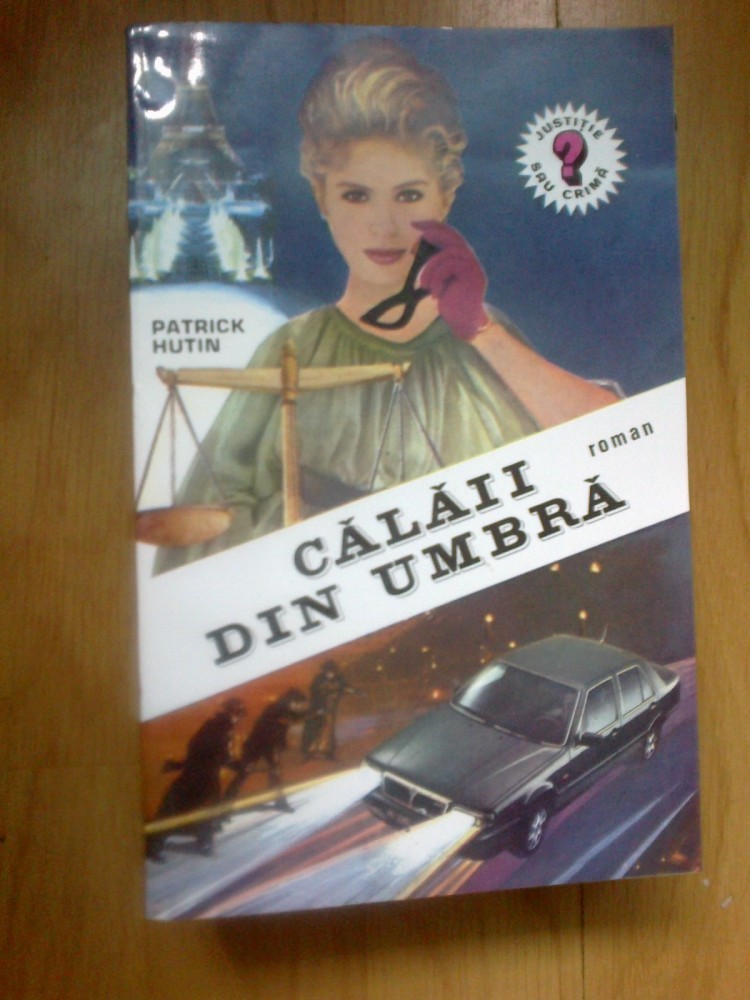 JUSTIȚIE
?
SAU CRIMĂ
PATRICK
HUTIN
roman
CĂLĂII
DIN UMBRĂ